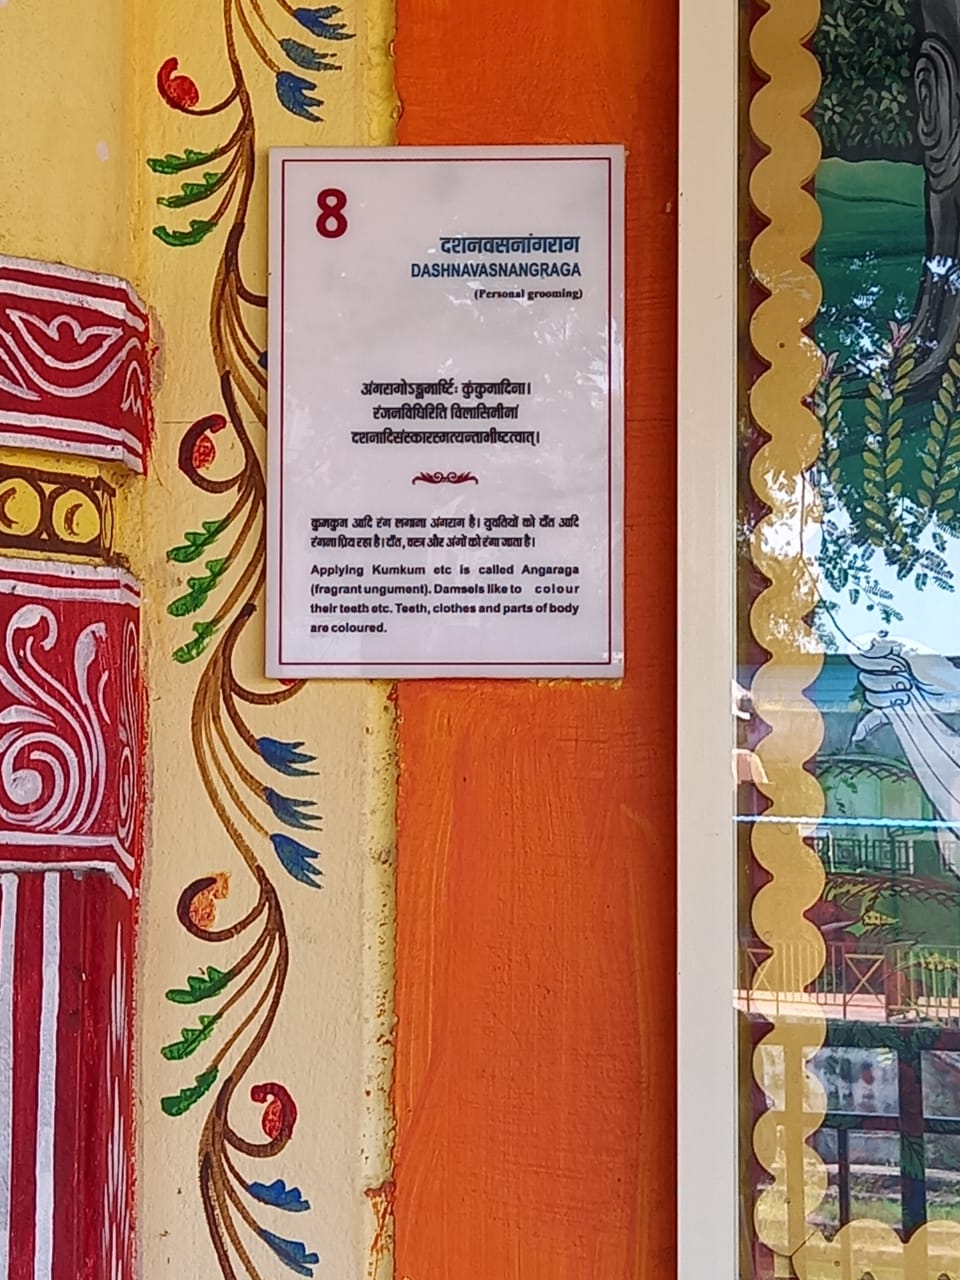 8
दशनवसनांगराग
DASHNAVASNANGRAGA
(Personal grooming)
अंगरागोऽङ्गमार्ष्टिः कुंकुमादिना।
रंजनविधिरिति विलासिनीनां
दशनादिसंस्कारस्मत्यन्ताभीष्टत्वात्।
कुमकुम आदि रंग लगाना अंगराग है। युवतियों को दाँत आदि
रंगना प्रिय रहा है। दाँत, वस्त्र और अंगों को रंगा जाता है।
Applying Kumkum etc is called Angaraga
(fragrant ungument). Damsels like to colour
their teath etc. Teeth, clothes and parts of body
are coloured.